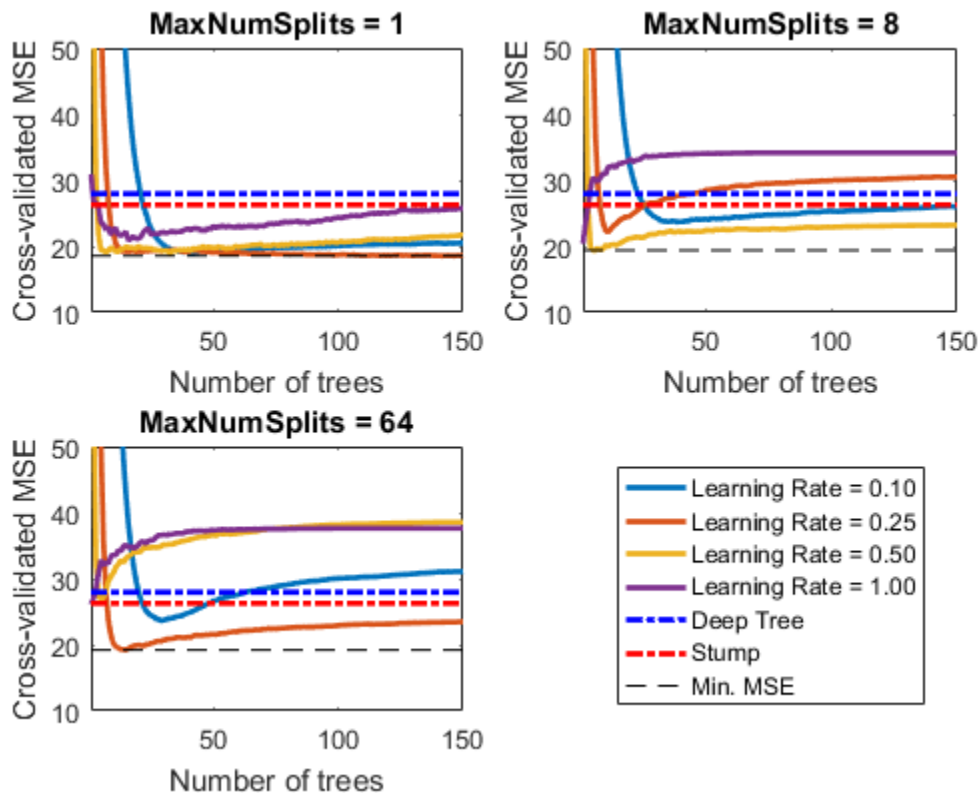 MaxNumSplits = 1
Cross-validated MSE
50
40
30
20
10
50
100
150
Number of trees
MaxNumSplits = 8
Cross-validated MSE
50
40
30
20
10
50
100
150
Number of trees
MaxNumSplits = 64
Cross-validated MSE
50
40
30
20
10
50
100
150
Number of trees
Learning Rate = 0.10
Learning Rate = 0.25
Learning Rate = 0.50
Learning Rate = 1.00
Deep Tree
Stump
Min. MSE